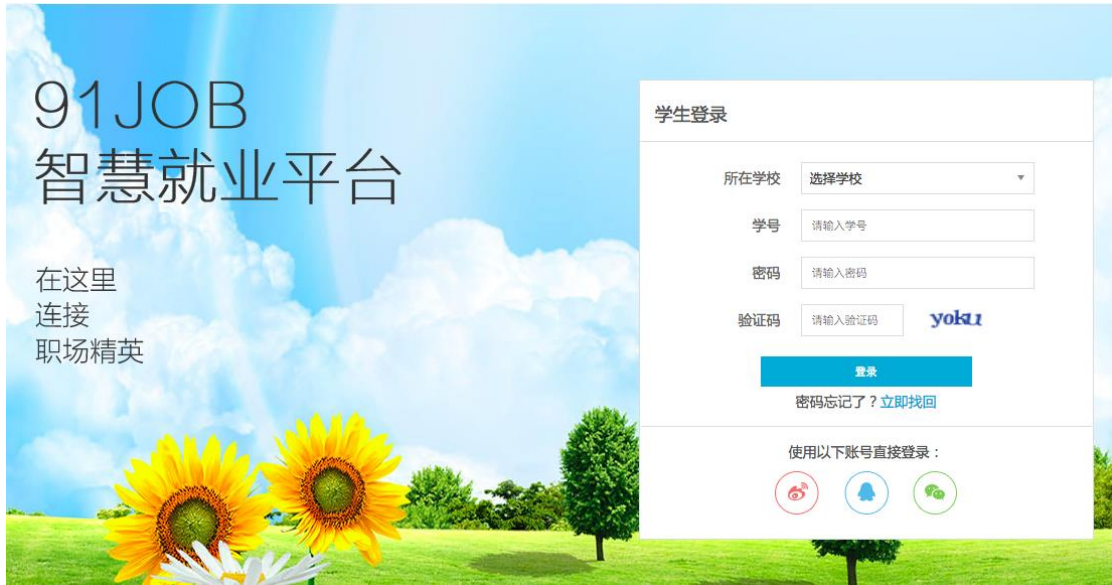 91JOB
智慧就业平台
在这里
连接
职场精英
学生登录
所在学校 选择学校
学号 请输入学号
密码 请输入密码
验证码 请输入验证码 yoku
登录
密码忘记了？立即找回
使用以下账号直接登录：